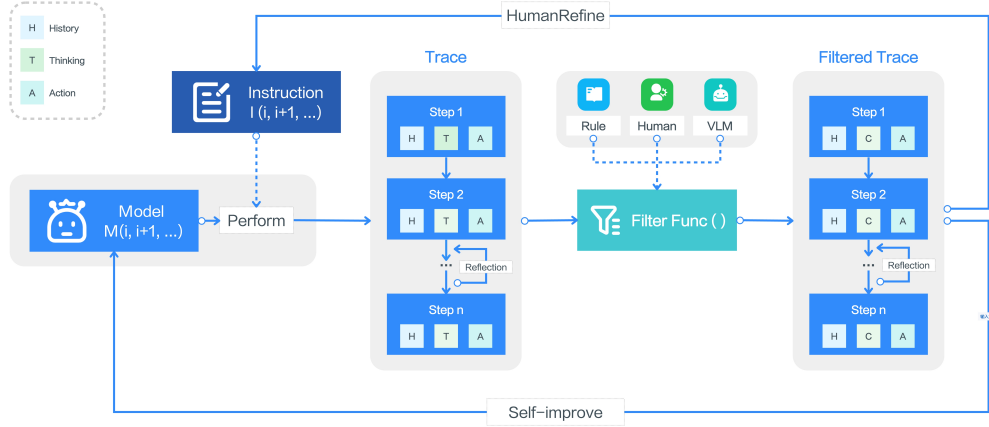 HumanRefine
H History
T Thinking
A Action
Instruction
I (i, i+1, ...)
Model
M(i, i+1, ...)
Perform
Trace
Step 1
H T A
Step 2
H T A
...
Reflection
Step n
H T A
Rule
Human
VLM
Filter Func ( )
Filtered Trace
Step 1
H C A
Step 2
H C A
...
Reflection
Step n
H C A
Self-improve